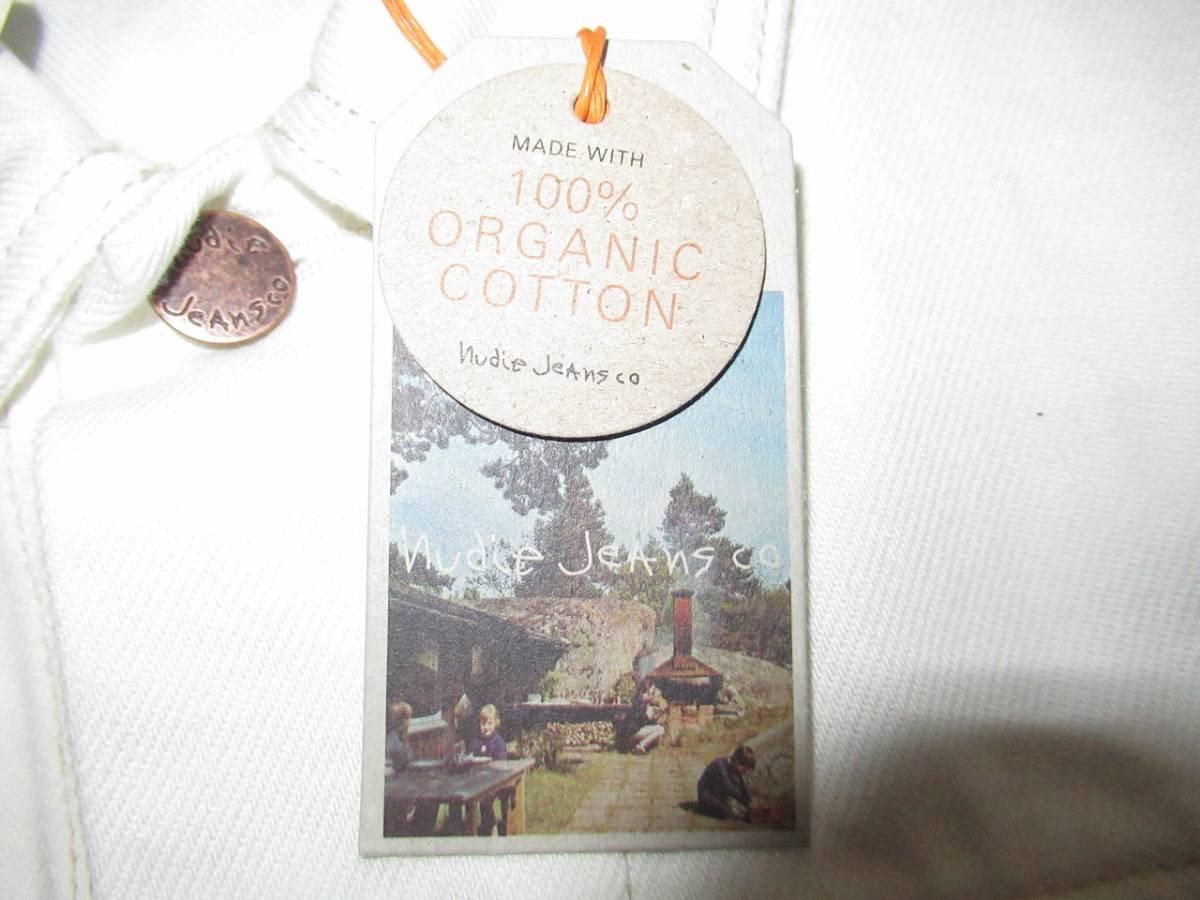 MADE WITH
100%
ORGANIC
COTTON
Nudie Jeans co
Nudie Jeans co
Nudie
Jeans co